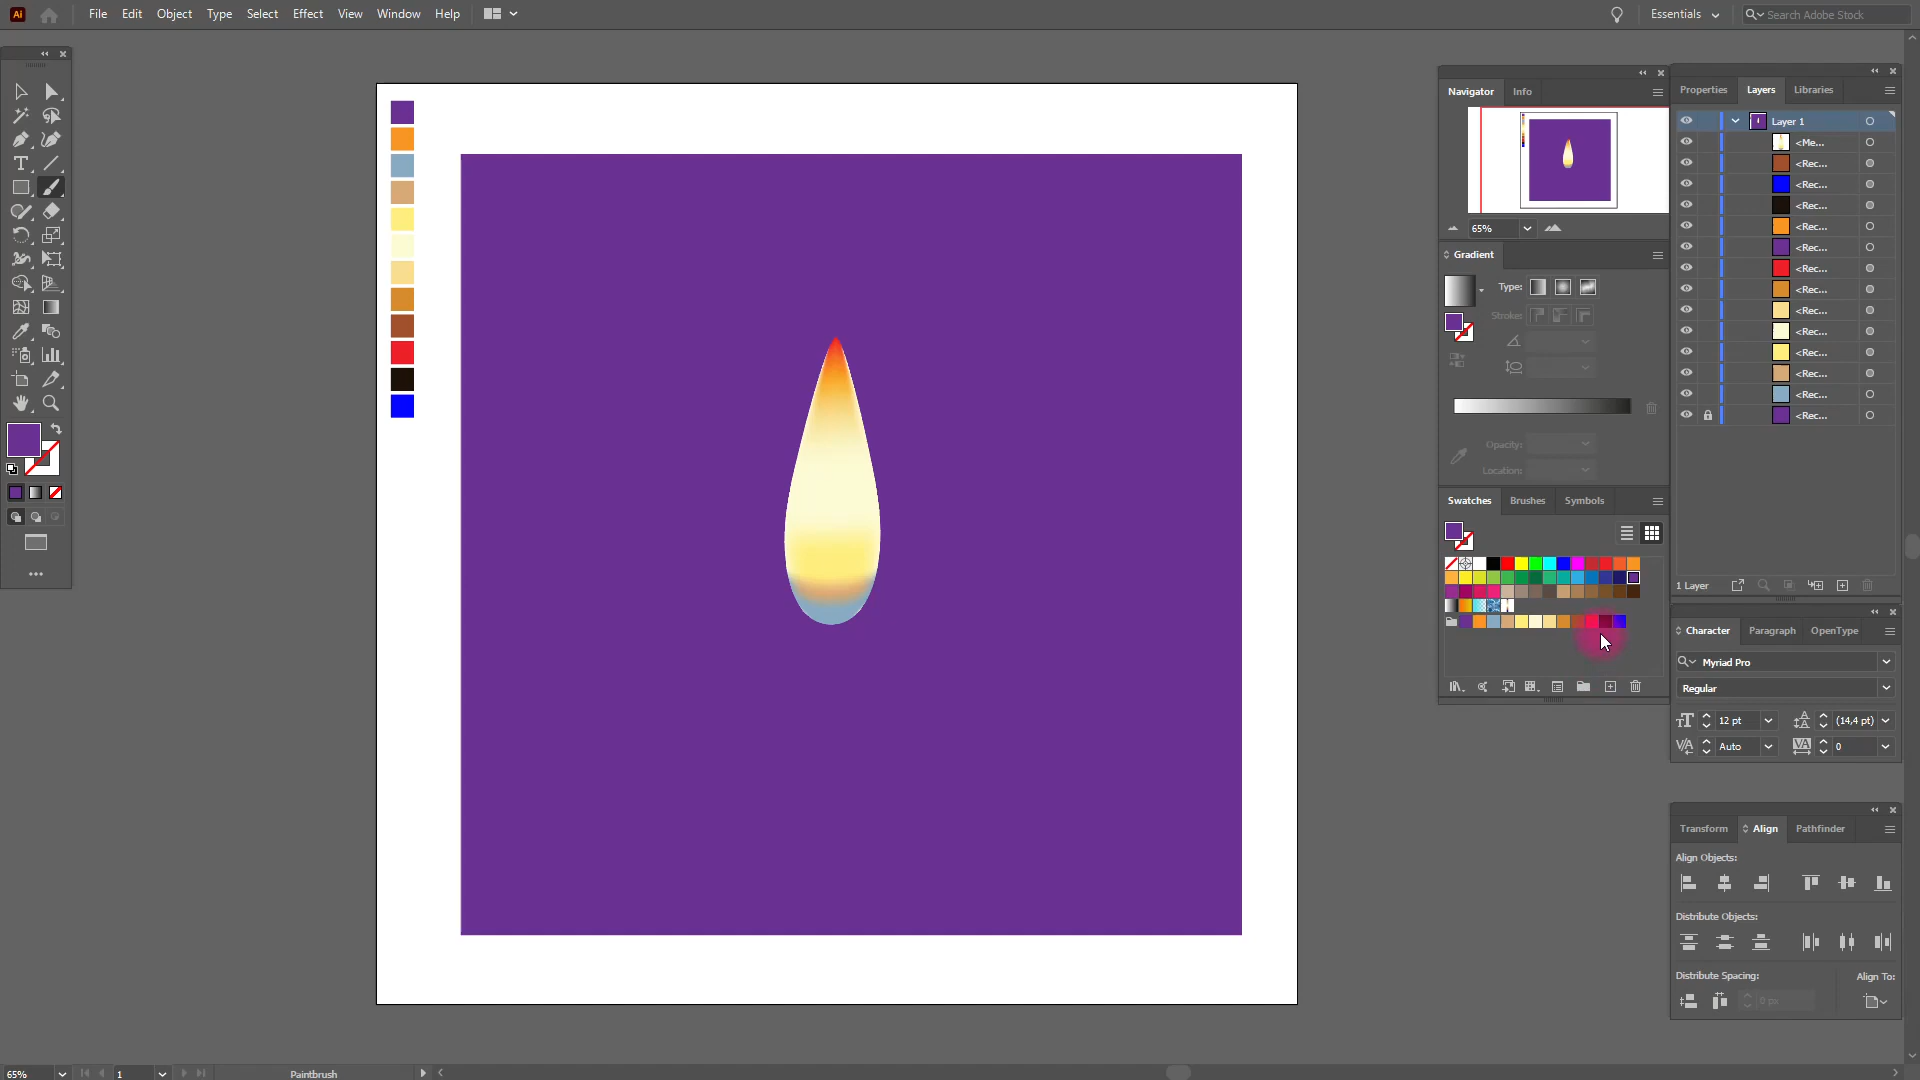 Ai File Edit Object Type Select Effect View Window Help Essentials Search Adobe Stock
Navigator Info
65%
Gradient
Type:
Stroke:
Opacity:
Location:
Swatches Brushes Symbols
Properties Layers Libraries
Layer 1
<Me...
<Rec...
<Rec...
<Rec...
<Rec...
<Rec...
<Rec...
<Rec...
<Rec...
<Rec...
<Rec...
<Rec...
<Rec...
<Rec...
1 Layer
Character Paragraph OpenType
Myriad Pro
Regular
12 pt (14,4 pt)
Auto 0
Transform Align Pathfinder
Align Objects:
Distribute Objects:
Distribute Spacing: Align To:
0 px
65% 1 Paintbrush